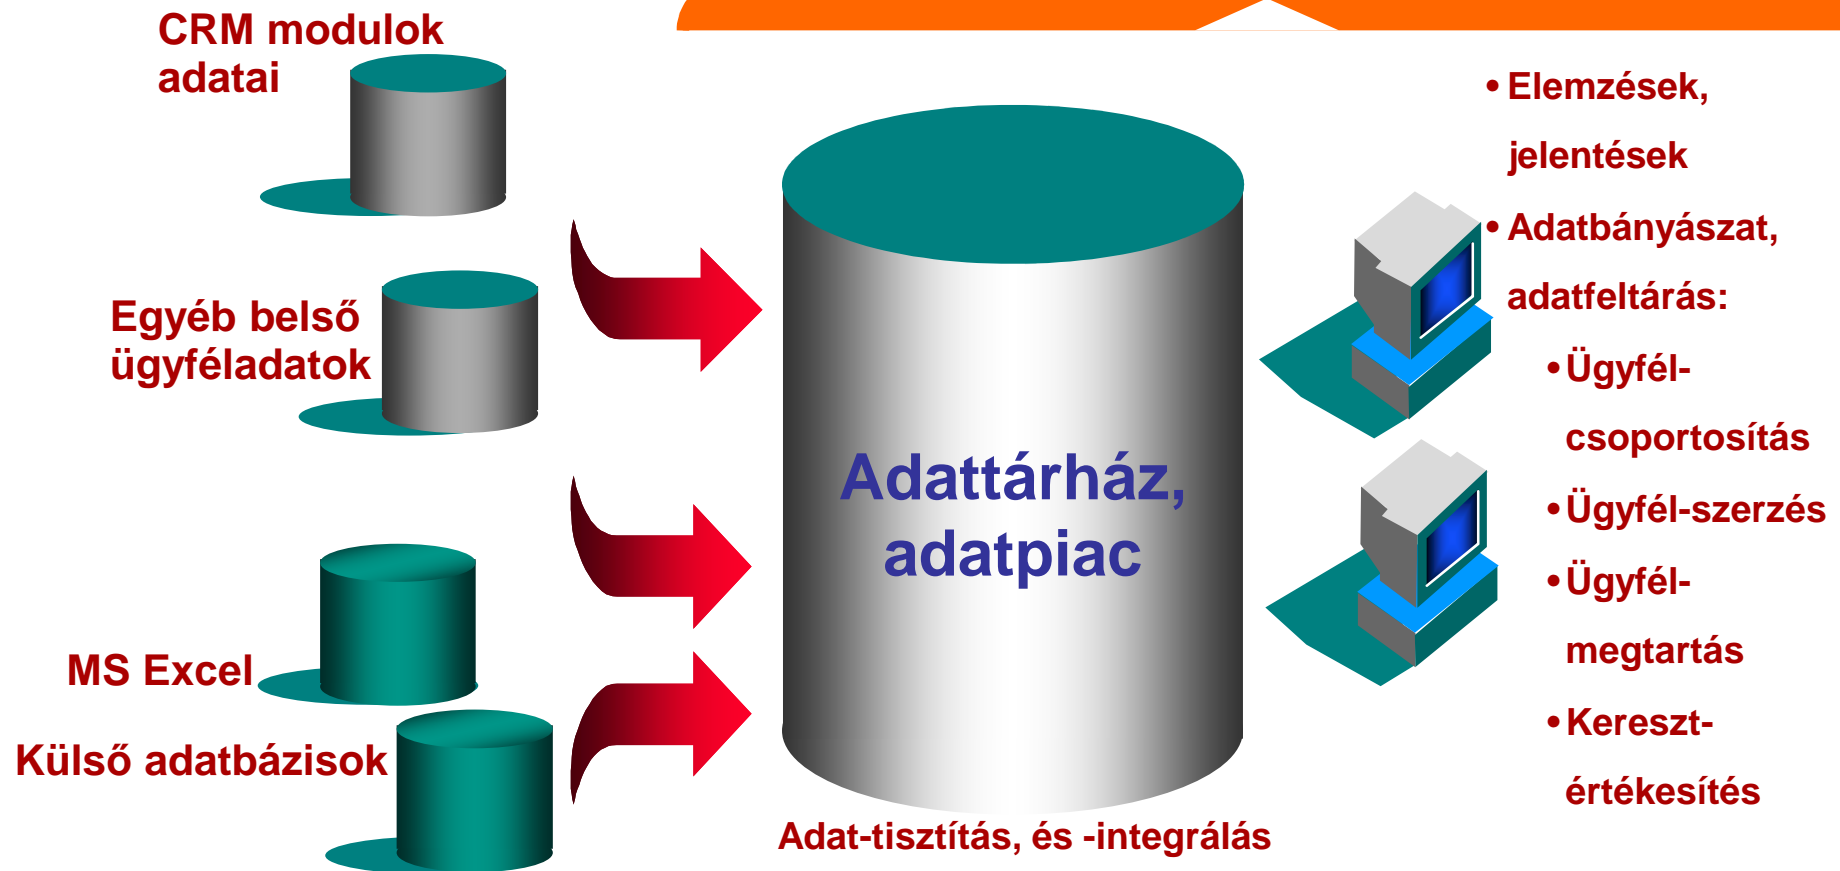 CRM modulok
adatai
Egyéb belső
ügyféladatok
MS Excel
Külső adatbázisok
Adattárház,
adatpiac
Adat-tisztítás, és -integrálás
• Elemzések,
jelentések
• Adatbányászat,
adatfeltárás:
• Ügyfél-
csoportosítás
• Ügyfél-szerzés
• Ügyfél-
megtartás
• Kereszt-
értékesítés